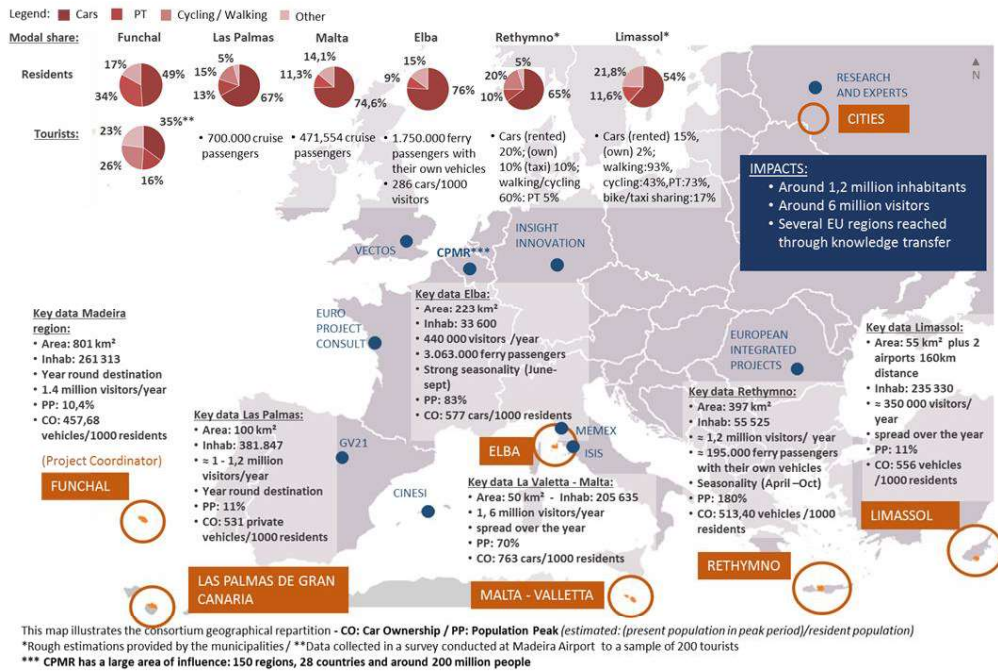 Legend: Cars PT Cycling / Walking Other
Modal share: Funchal Las Palmas Malta Elba Rethymno* Limassol*
Residents
17% 49% 34%
5% 15% 13% 67%
14,1% 11,3% 74,6%
15% 9% 76%
5% 20% 10% 65%
21,8% 54% 11,6%
Tourists:
35%** 23% 26% 16%
• 700.000 cruise
passengers
• 471,554 cruise
passengers
• 1.750.000 ferry
passengers with
their own vehicles
• 286 cars/1000
visitors
• Cars (rented)
20%; (own)
10% (taxi) 10%;
walking/cycling
60%: PT 5%
• Cars (rented) 15%,
(own) 2%;
walking:93%,
cycling:43%,PT:73%,
bike/taxi sharing:17%
N
RESEARCH
AND EXPERTS
CITIES
IMPACTS:
• Around 1,2 million inhabitants
• Around 6 million visitors
• Several EU regions reached
through knowledge transfer
VECTOS
CPMR***
INSIGHT
INNOVATION
EURO
PROJECT
CONSULT
EUROPEAN
INTEGRATED
PROJECTS
GV21
CINESI
MEMEX
ISIS
Key data Madeira
region:
• Area: 801 km²
• Inhab: 261 313
• Year round destination
• 1.4 million visitors/year
• PP: 10,4%
• CO: 457,68
vehicles/1000 residents
(Project Coordinator)
FUNCHAL
Key data Las Palmas:
• Area: 100 km²
• Inhab: 381.847
• ≈ 1 - 1,2 million
visitors/year
• Year round destination
• PP: 11%
• CO: 531 private
vehicles/1000 residents
LAS PALMAS DE GRAN
CANARIA
Key data Elba:
• Area: 223 km²
• Inhab: 33 600
• 440 000 visitors /year
• 3.063.000 ferry passengers
• Strong seasonality (June-
sept)
• PP: 83%
• CO: 577 cars/1000 residents
ELBA
Key data La Valetta - Malta:
• Area: 50 km² - Inhab: 205 635
• 1, 6 million visitors/year
• spread over the year
• PP: 70%
• CO: 763 cars/1000 residents
MALTA - VALLETTA
Key data Rethymno:
• Area: 397 km²
• Inhab: 55 525
• ≈ 1,2 million visitors/ year
• ≈ 195.000 ferry passengers
with their own vehicles
• Seasonality (April –Oct)
• PP: 180%
• CO: 513,40 vehicles /1000
residents
RETHYMNO
Key data Limassol:
• Area: 55 km² plus 2
airports 160km
distance
• Inhab: 235 330
• ≈ 350 000 visitors/
year
• spread over the year
• PP: 11%
• CO: 556 vehicles
/1000 residents
LIMASSOL
This map illustrates the consortium geographical repartition - CO: Car Ownership / PP: Population Peak (estimated: (present population in peak period)/resident population)
*Rough estimations provided by the municipalities / **Data collected in a survey conducted at Madeira Airport to a sample of 200 tourists
*** CPMR has a large area of influence: 150 regions, 28 countries and around 200 million people